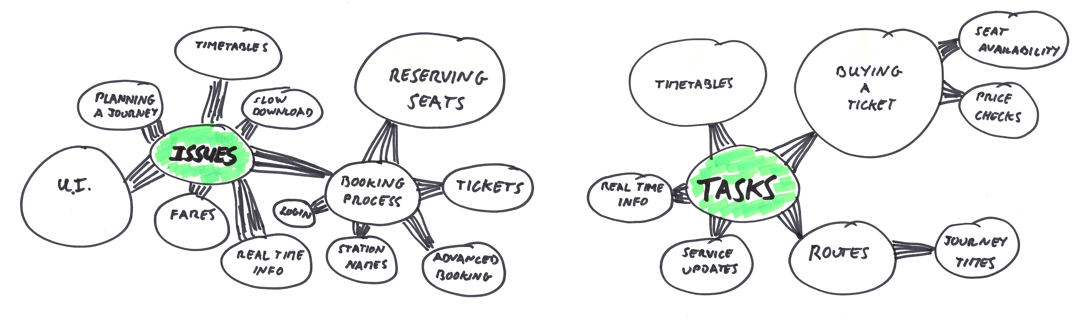 TIMETABLES
PLANNING
A JOURNEY
SLOW
DOWNLOAD
ISSUES
U.I.
FARES
REAL TIME
INFO
RESERVING
SEATS
BOOKING
PROCESS
TICKETS
LOGIN
STATION
NAMES
ADVANCED
BOOKING
TIMETABLES
BUYING
A
TICKET
SEAT
AVAILABILITY
PRICE
CHECKS
TASKS
REAL TIME
INFO
SERVICE
UPDATES
ROUTES
JOURNEY
TIMES